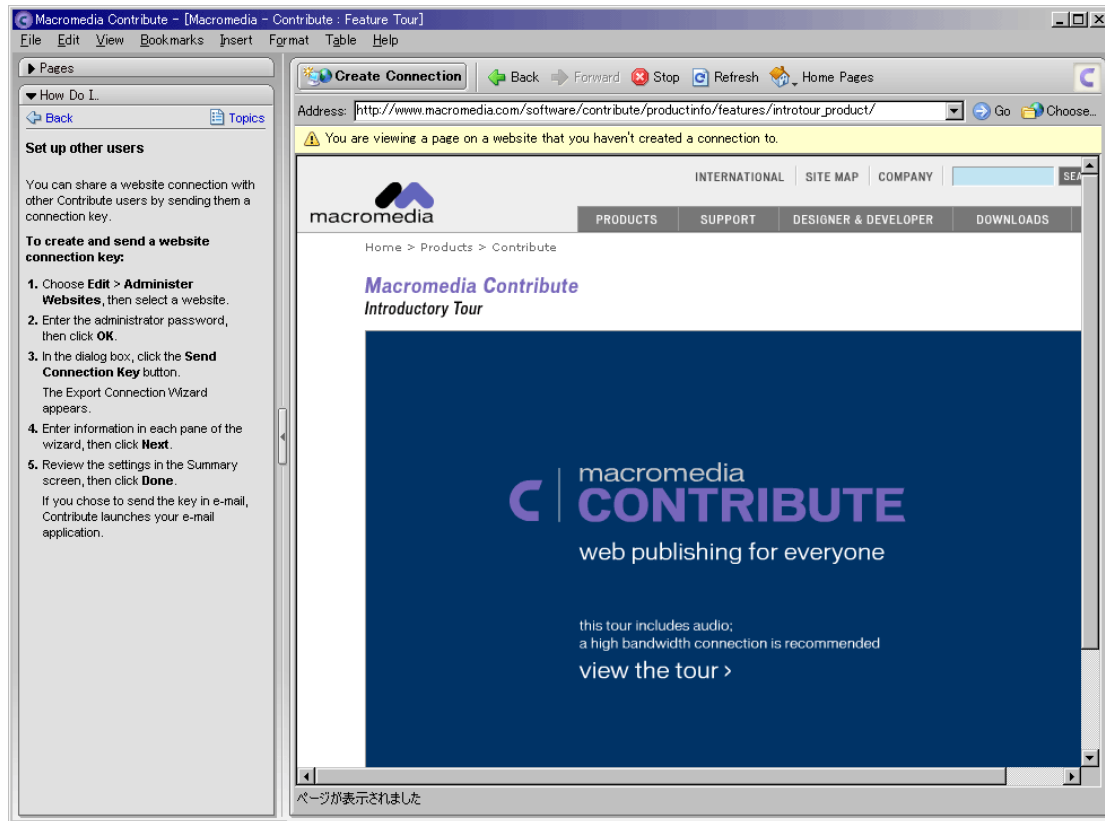 Macromedia Contribute - [Macromedia - Contribute : Feature Tour]
File Edit View Bookmarks Insert Format Table Help
Pages
How Do I...
Back Topics
Set up other users
You can share a website connection with
other Contribute users by sending them a
connection key.
To create and send a website
connection key:
1. Choose Edit > Administer
Websites, then select a website.
2. Enter the administrator password,
then click OK.
3. In the dialog box, click the Send
Connection Key button.
The Export Connection Wizard
appears.
4. Enter information in each pane of the
wizard, then click Next.
5. Review the settings in the Summary
screen, then click Done.
If you chose to send the key in e-mail,
Contribute launches your e-mail
application.
Create Connection Back Forward Stop Refresh Home Pages
Address: http://www.macromedia.com/software/contribute/productinfo/features/introtour_product/ Go Choose...
You are viewing a page on a website that you haven't created a connection to.
INTERNATIONAL SITE MAP COMPANY SEA
macromedia
PRODUCTS SUPPORT DESIGNER & DEVELOPER DOWNLOADS
Home > Products > Contribute
Macromedia Contribute
Introductory Tour
macromedia
C CONTRIBUTE
web publishing for everyone
this tour includes audio;
a high bandwidth connection is recommended
view the tour >
ページが表示されました